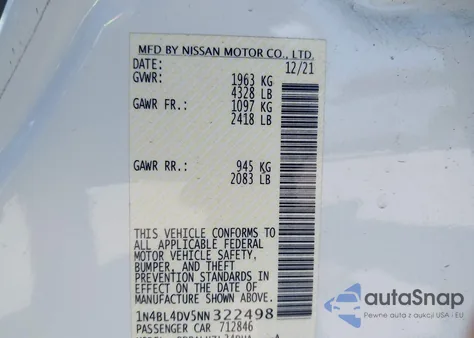 MFD BY NISSAN MOTOR CO., LTD.
DATE: 12/21
GVWR: 1963 KG
4328 LB
GAWR FR.: 1097 KG
2418 LB
GAWR RR.: 945 KG
2083 LB
THIS VEHICLE CONFORMS TO
ALL APPLICABLE FEDERAL
MOTOR VEHICLE SAFETY,
BUMPER, AND THEFT
PREVENTION STANDARDS IN
EFFECT ON THE DATE OF
MANUFACTURE SHOWN ABOVE.
1N4BL4DV5NN322498
PASSENGER CAR 712846
autoSnap
Pewne auta z aukcji USA i EU